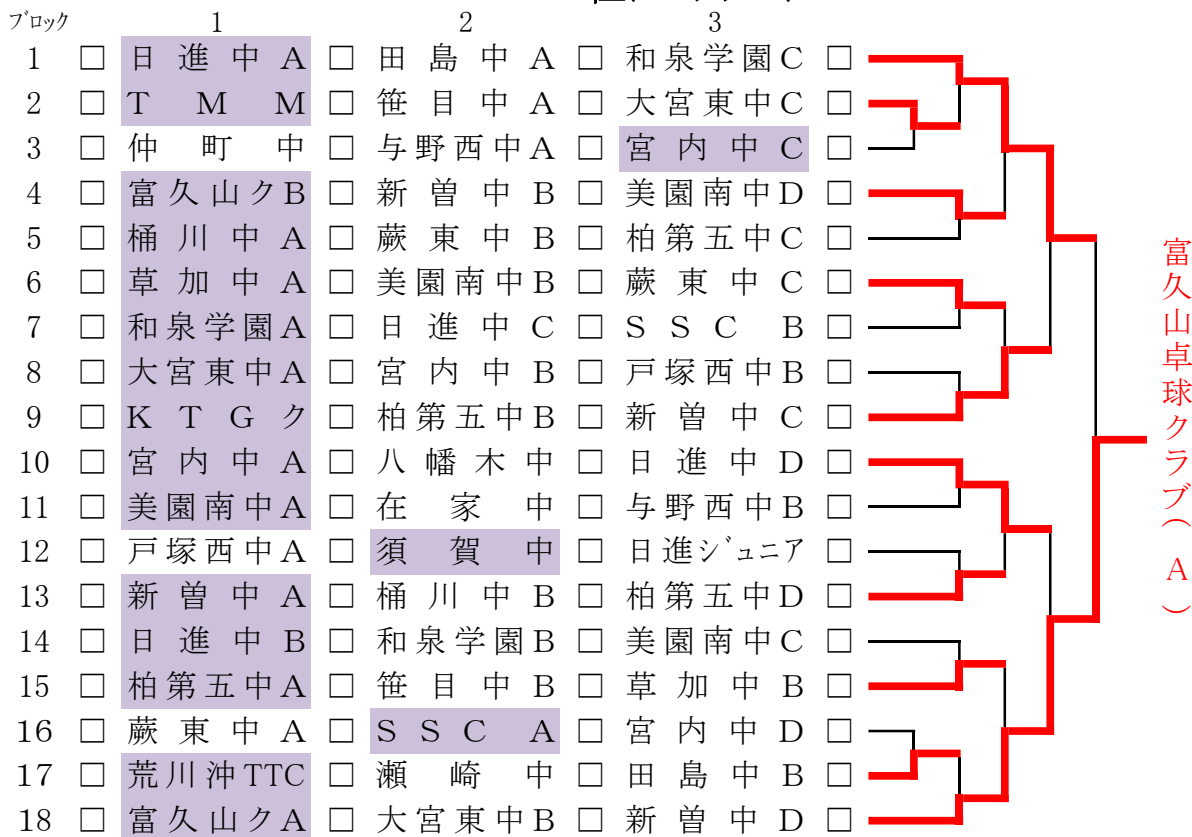 ブロック 1 2 3
1 □ 日進中A □ 田島中A □ 和泉学園C □
2 □ TMM □ 笹目中A □ 大宮東中C □
3 □ 仲町中 □ 与野西中A □ 宮内中C □
4 □ 富久山クB □ 新曽中B □ 美園南中D □
5 □ 桶川中A □ 蕨東中B □ 柏第五中C □
6 □ 草加中A □ 美園南中B □ 蕨東中C □
7 □ 和泉学園A □ 日進中C □ SSC B □
8 □ 大宮東中A □ 宮内中B □ 戸塚西中B □
9 □ KTGク □ 柏第五中B □ 新曽中C □
10 □ 宮内中A □ 八幡木中 □ 日進中D □
11 □ 美園南中A □ 在家中 □ 与野西中B □
12 □ 戸塚西中A □ 須賀中 □ 日進ジュニア □
13 □ 新曽中A □ 桶川中B □ 柏第五中D □
14 □ 日進中B □ 和泉学園B □ 美園南中C □
15 □ 柏第五中A □ 笹目中B □ 草加中B □
16 □ 蕨東中A □ SSC A □ 宮内中D □
17 □ 荒川沖TTC □ 瀬崎中 □ 田島中B □
18 □ 富久山クA □ 大宮東中B □ 新曽中D □
富久山卓球クラブ(A)